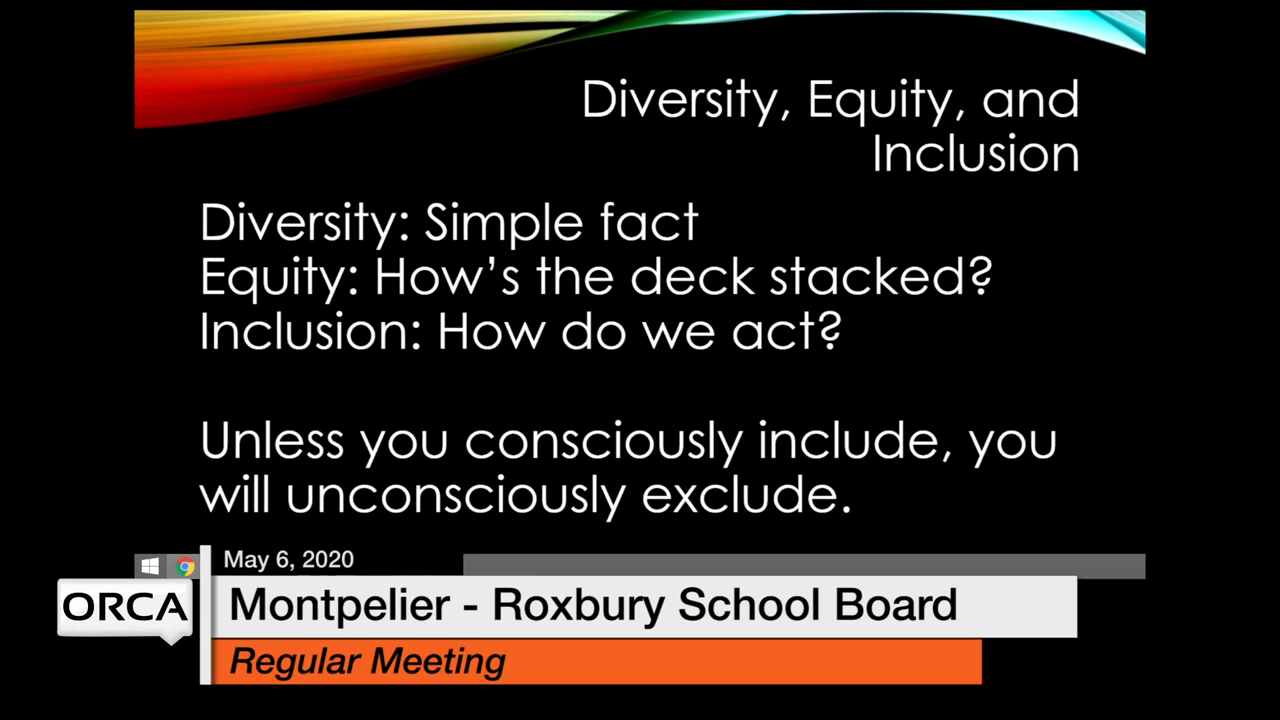 Diversity, Equity, and
Inclusion
Diversity: Simple fact
Equity: How’s the deck stacked?
Inclusion: How do we act?
Unless you consciously include, you
will unconsciously exclude.
May 6, 2020
ORCA
Montpelier - Roxbury School Board
Regular Meeting